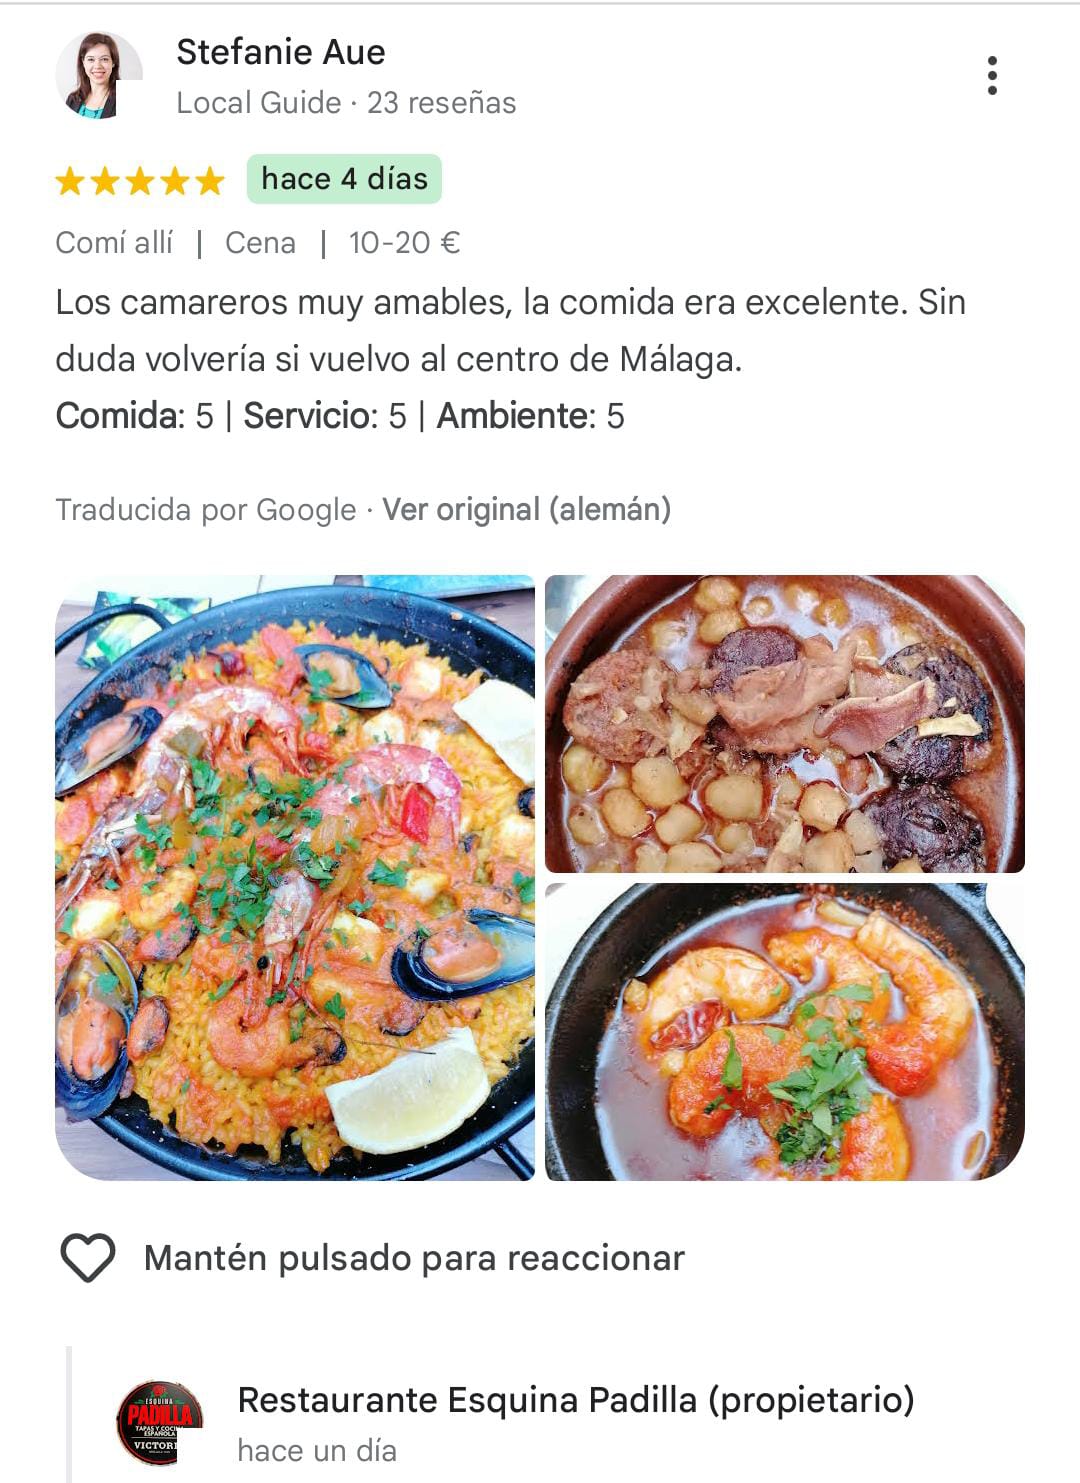 Stefanie Aue
Local Guide · 23 reseñas
hace 4 días
Comí allí | Cena | 10-20 €
Los camareros muy amables, la comida era excelente. Sin
duda volvería si vuelvo al centro de Málaga.
Comida: 5 | Servicio: 5 | Ambiente: 5
Traducida por Google · Ver original (alemán)
Mantén pulsado para reaccionar
Restaurante Esquina Padilla (propietario)
hace un día
ESQUINA
PADILLA
TAPAS Y COCI
ESPAÑOLA
VICTORI